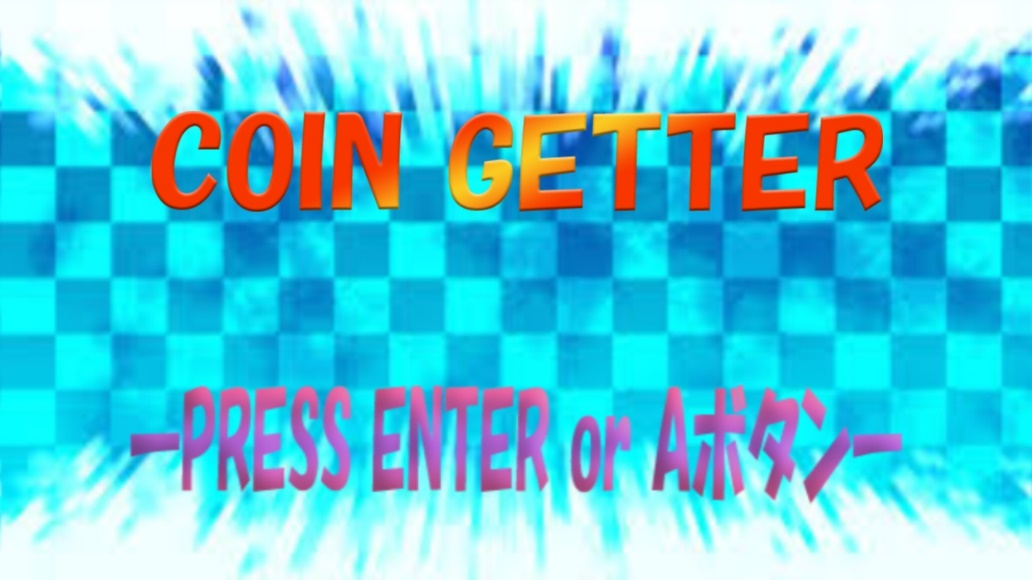 COIN GETTER
ーPRESS ENTER or Aボタンー